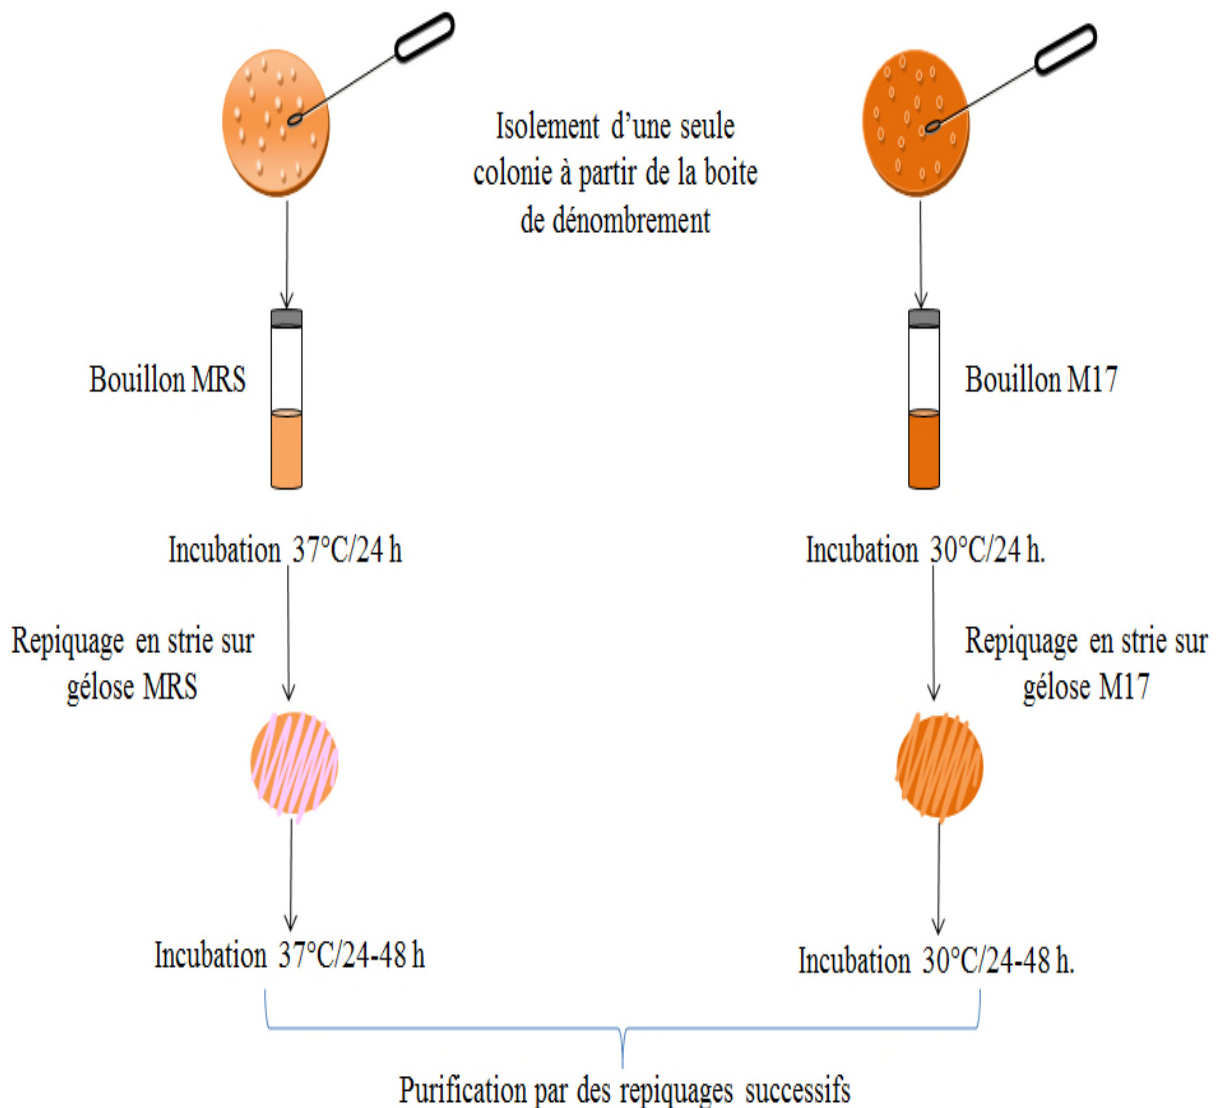 Isolement d’une seule
colonie à partir de la boite
de dénombrement
Bouillon MRS
Bouillon M17
Incubation 37°C/24 h
Incubation 30°C/24 h.
Repiquage en strie sur
gélose MRS
Repiquage en strie sur
gélose M17
Incubation 37°C/24-48 h
Incubation 30°C/24-48 h.
Purification par des repiquages successifs